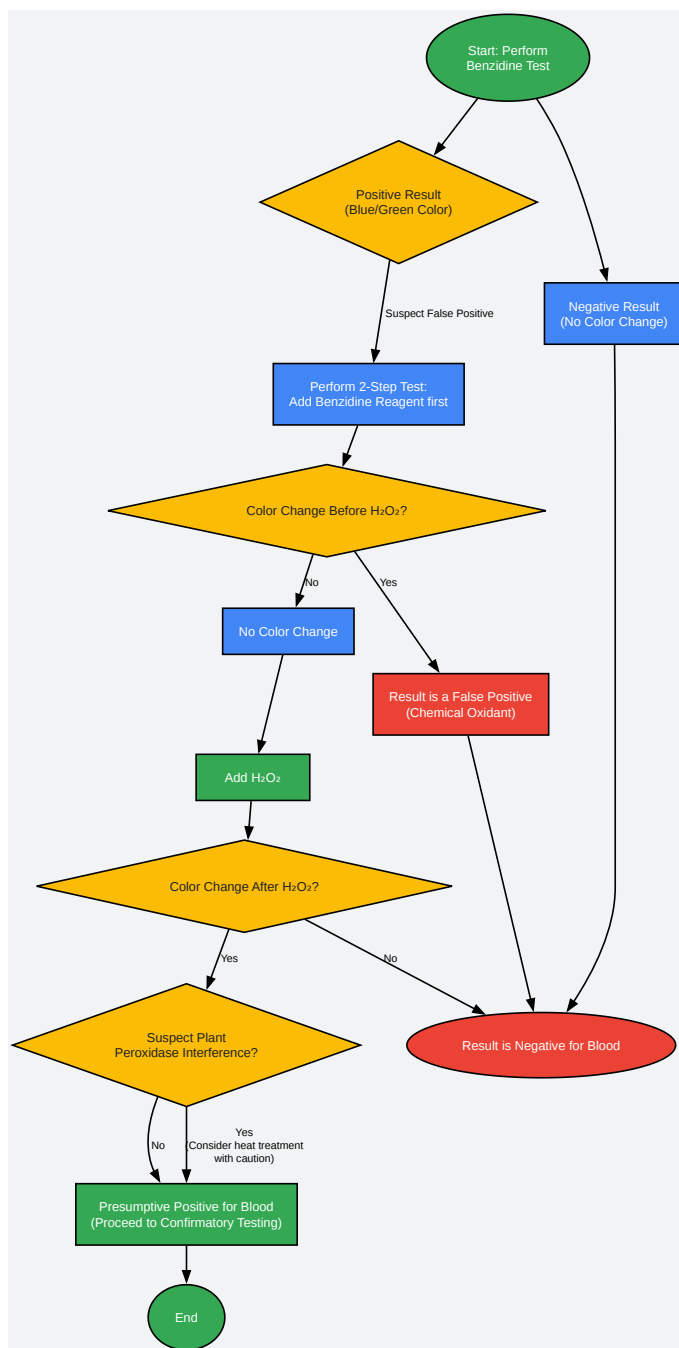 Start: Perform
Benzidine Test
Positive Result
(Blue/Green Color)
Negative Result
(No Color Change)
Suspect False Positive
Perform 2-Step Test:
Add Benzidine Reagent first
Color Change Before H₂O₂?
No
Yes
No Color Change
Result is a False Positive
(Chemical Oxidant)
Add H₂O₂
Color Change After H₂O₂?
Yes
No
Suspect Plant
Peroxidase Interference?
Result is Negative for Blood
No
Yes
(Consider heat treatment
with caution)
Presumptive Positive for Blood
(Proceed to Confirmatory Testing)
End